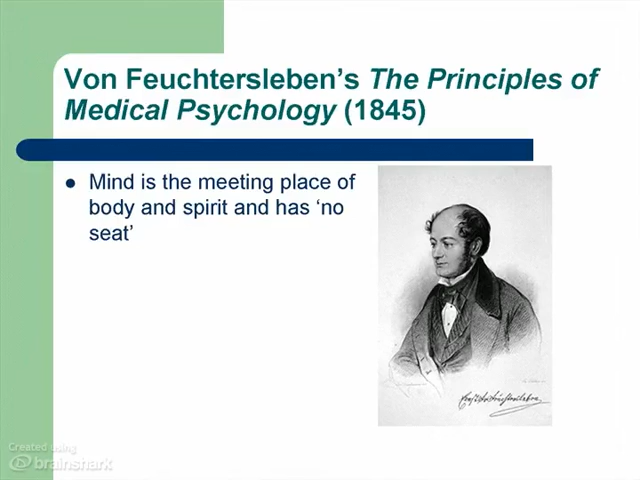 Von Feuchtersleben’s The Principles of
Medical Psychology (1845)
Mind is the meeting place of
body and spirit and has ‘no
seat’
Created using
brainshark